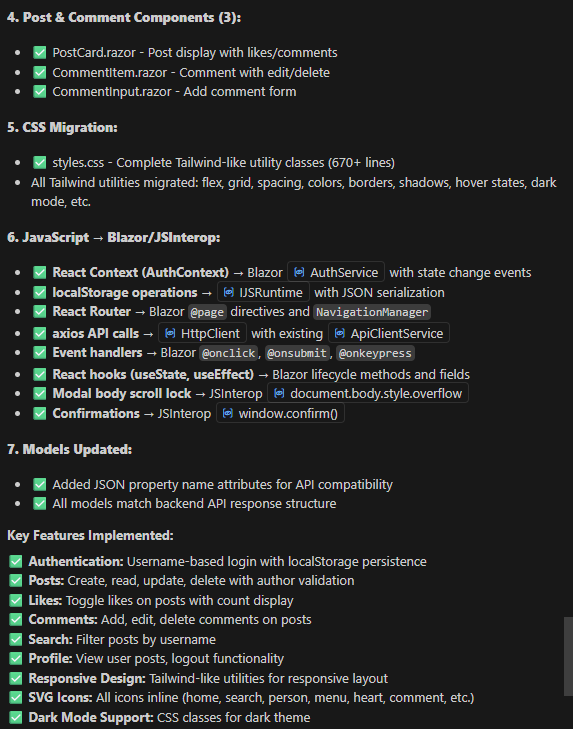 4. Post & Comment Components (3):
• ✅ PostCard.razor - Post display with likes/comments
• ✅ CommentItem.razor - Comment with edit/delete
• ✅ CommentInput.razor - Add comment form
5. CSS Migration:
• ✅ styles.css - Complete Tailwind-like utility classes (670+ lines)
• All Tailwind utilities migrated: flex, grid, spacing, colors, borders, shadows, hover states, dark
mode, etc.
6. JavaScript → Blazor/JSInterop:
• ✅ React Context (AuthContext) → Blazor AuthService with state change events
• ✅ localStorage operations → IJSRuntime with JSON serialization
• ✅ React Router → Blazor @page directives and NavigationManager
• ✅ axios API calls → HttpClient with existing ApiClientService
• ✅ Event handlers → Blazor @onclick, @onsubmit, @onkeypress
• ✅ React hooks (useState, useEffect) → Blazor lifecycle methods and fields
• ✅ Modal body scroll lock → JSInterop document.body.style.overflow
• ✅ Confirmations → JSInterop window.confirm()
7. Models Updated:
• ✅ Added JSON property name attributes for API compatibility
• ✅ All models match backend API response structure
Key Features Implemented:
✅ Authentication: Username-based login with localStorage persistence
✅ Posts: Create, read, update, delete with author validation
✅ Likes: Toggle likes on posts with count display
✅ Comments: Add, edit, delete comments on posts
✅ Search: Filter posts by username
✅ Profile: View user posts, logout functionality
✅ Responsive Design: Tailwind-like utilities for responsive layout
✅ SVG Icons: All icons inline (home, search, person, menu, heart, comment, etc.)
✅ Dark Mode Support: CSS classes for dark theme